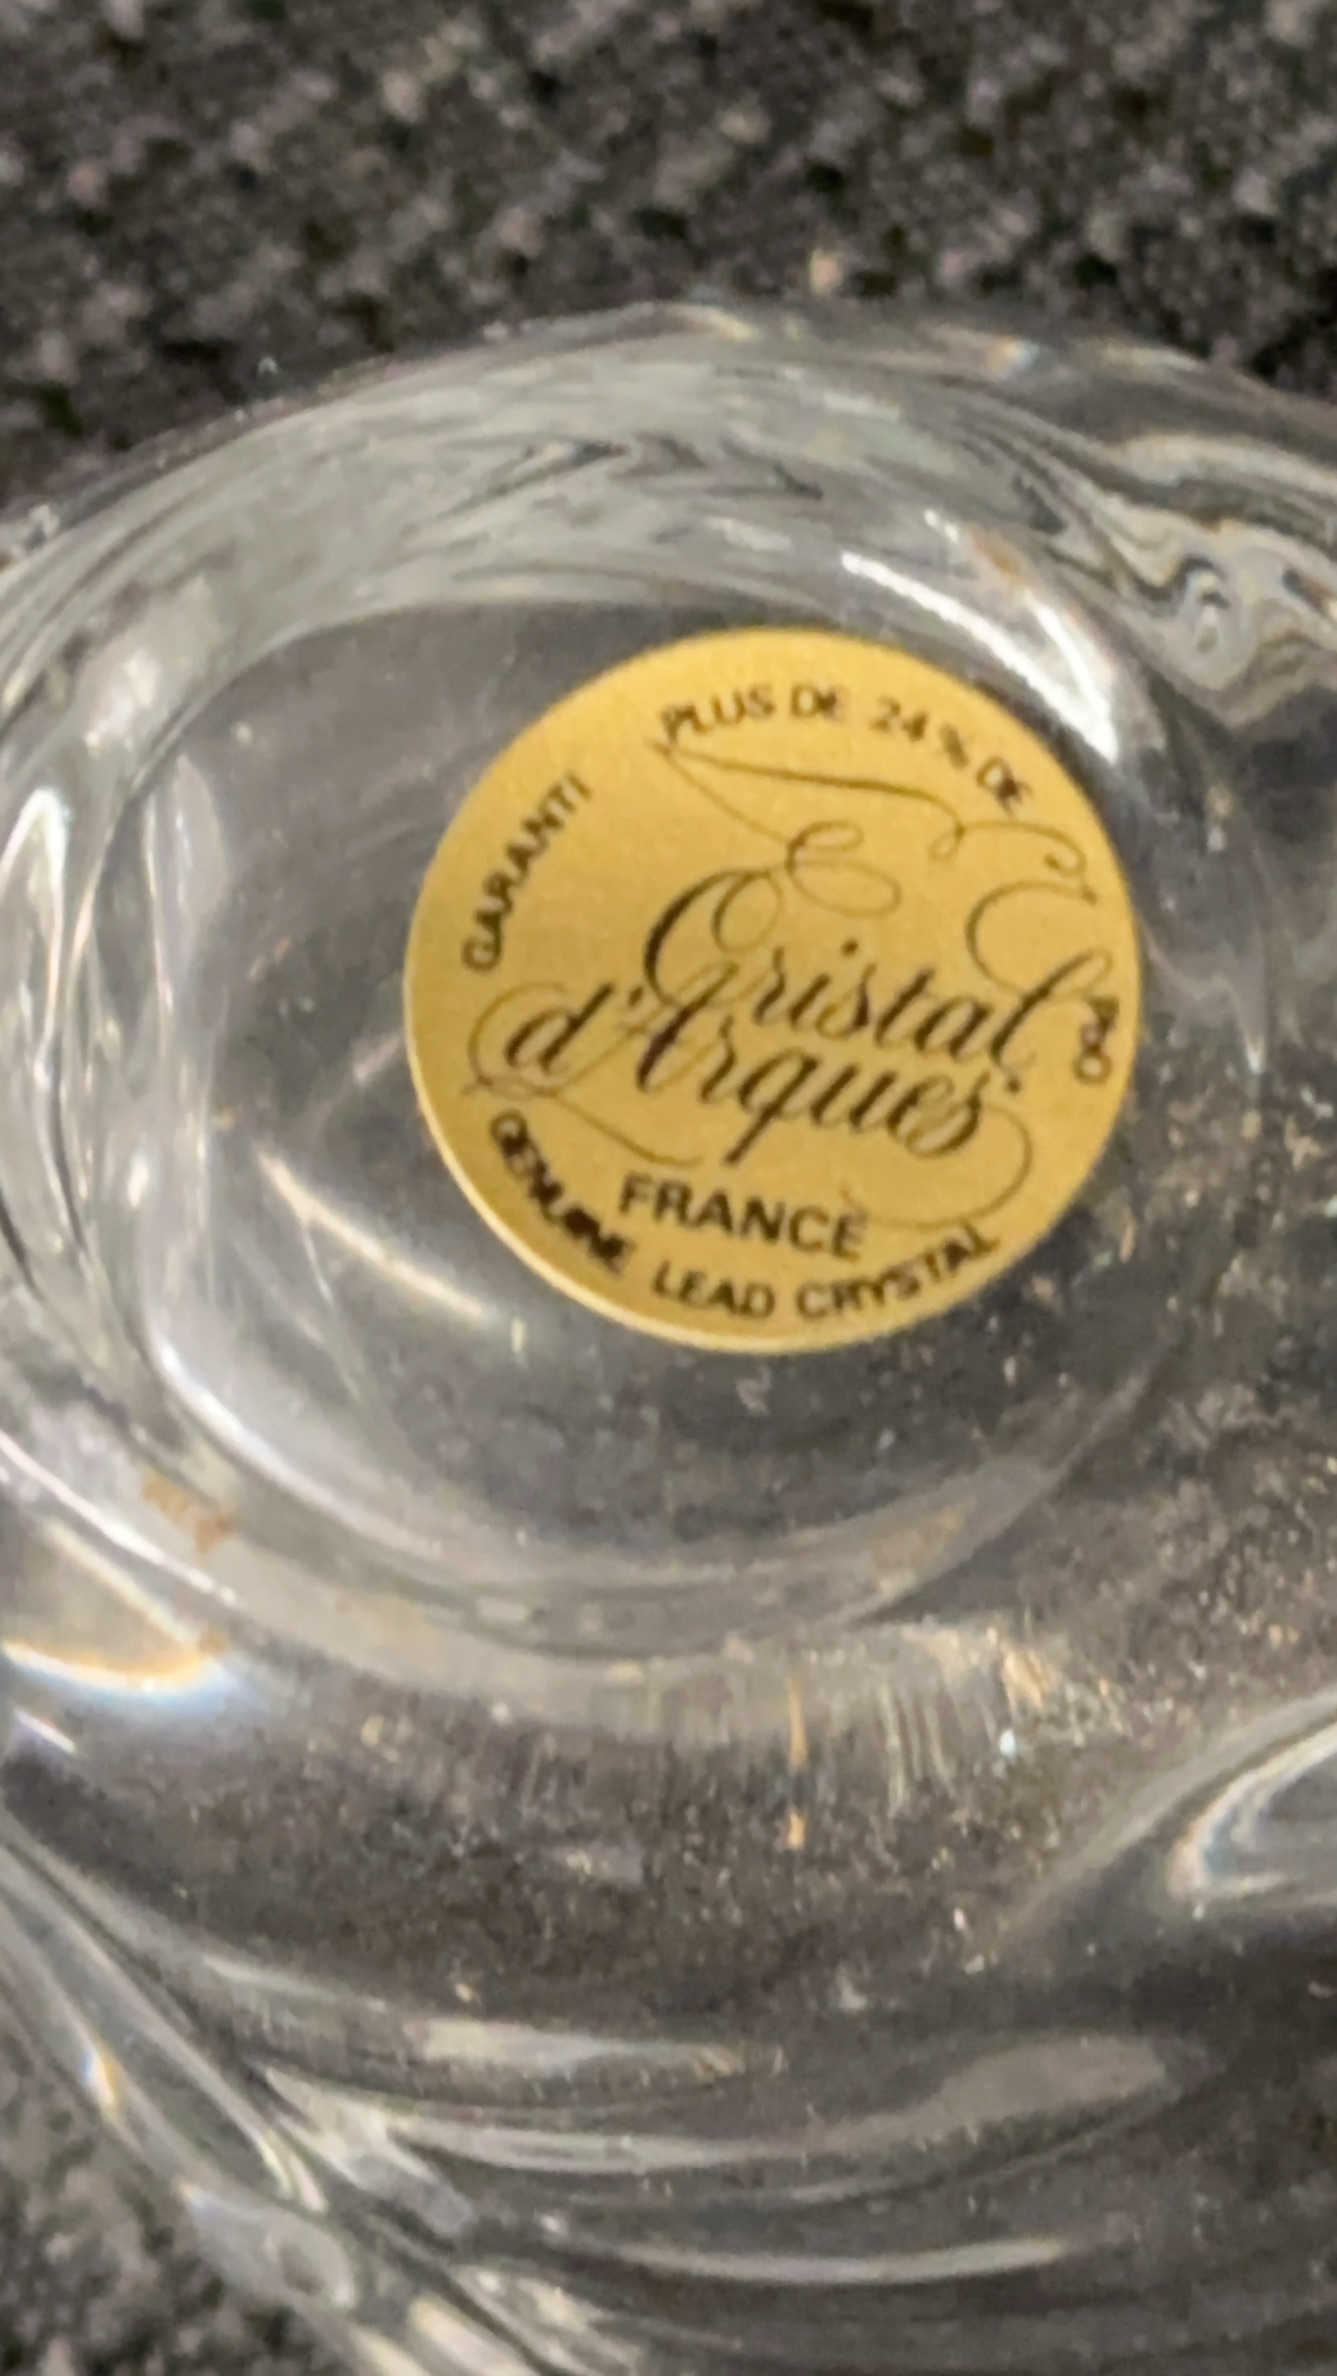 GARANTI
PLUS DE 24% DE
PbO
Cristal
d'Arques
FRANCE
GENUINE LEAD CRYSTAL